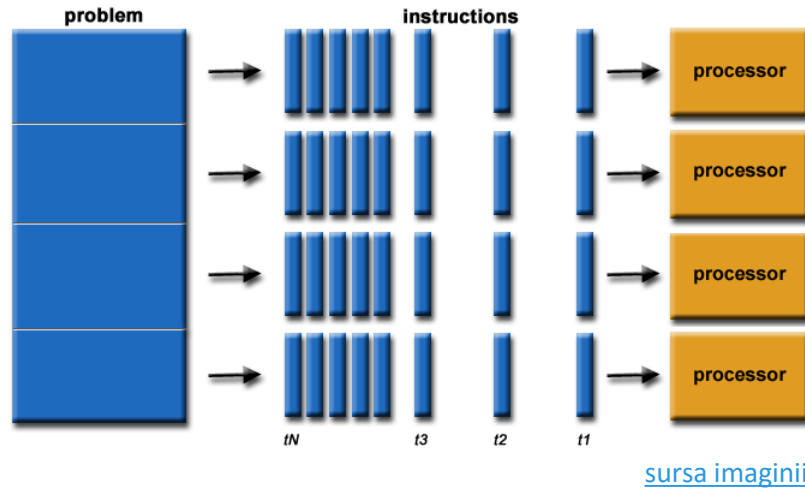 problem
instructions
processor
processor
processor
processor
tN t3 t2 t1
sursa imaginii